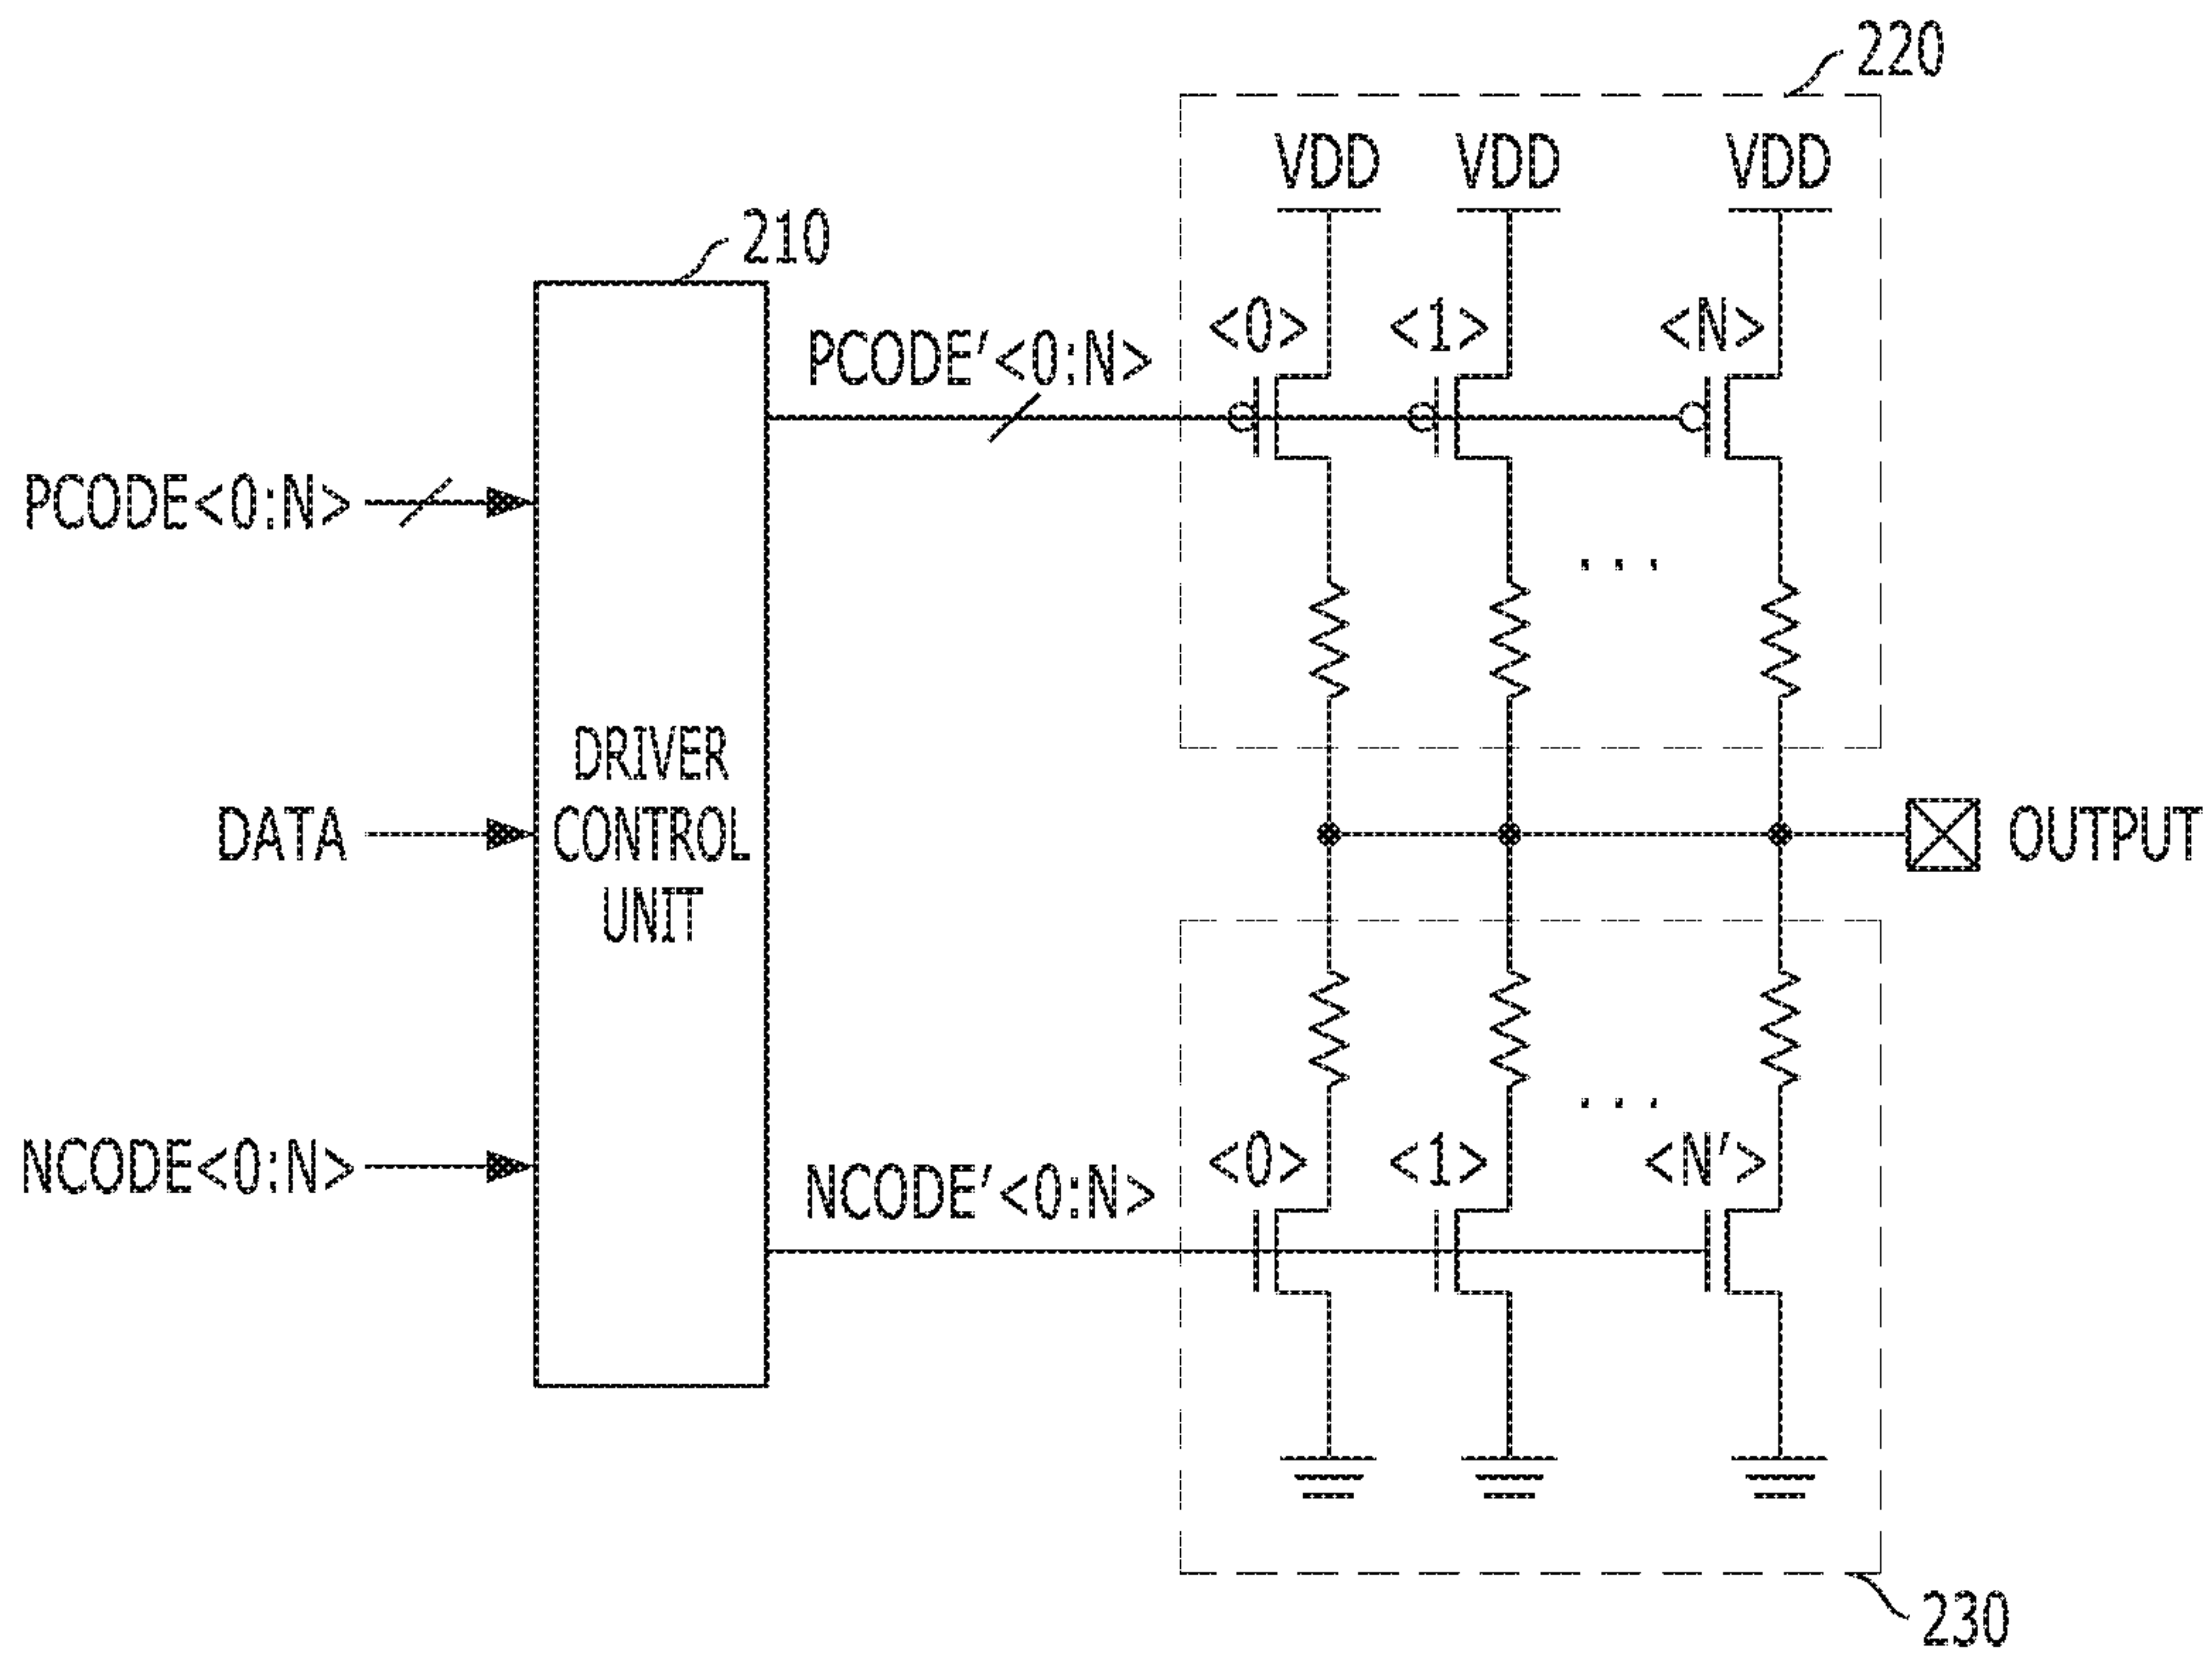 220
VDD VDD VDD
210
<0> <1> <N>
PCODE'<0:N>
PCODE<0:N>
DRIVER
CONTROL
UNIT
DATA
OUTPUT
NCODE<0:N>
<0> <1> <N'>
NCODE'<0:N>
230